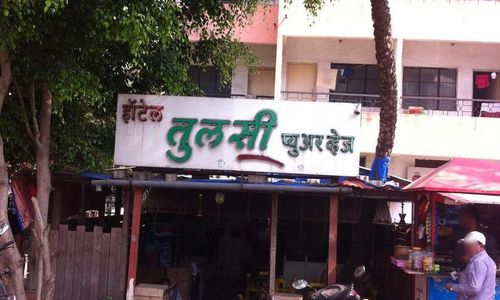 हॉटेल तुलसी प्युअर व्हेज